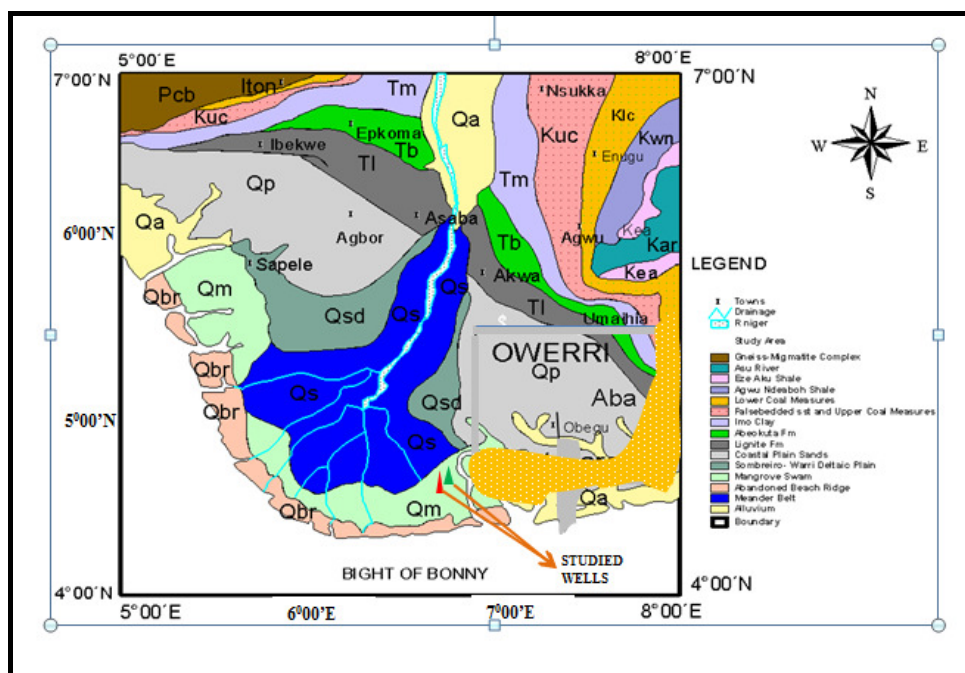 5°00´E
8°00´E
7°00´N
7°00´N
Iton
Pcb
Kuc
Tm
Epkoma
Tb
Ibekwe
Tl
Qa
Nsukka
Kuc
Klc
Kwn
Enugu
Tm
Qp
Agbor
Asaba
Qa
6°00´N
Sapele
Tb
Akwa
Tl
Agwu
Kea
Kar
Kea
Umaihia
Qbr
Qm
Qsd
Qs
Qs
OWERRI
Qp
Aba
Qbr
Qs
Qsd
Obegu
5°00´N
Qbr
Qs
Qbr
Qm
Qa
STUDIED
WELLS
BIGHT OF BONNY
4°00´N
4°00´N
5°00´E
6⁰00’E
7⁰00’E
8°00´E
N
W
E
S
LEGEND
Towns
Drainage
R niger
Study Area
Gneiss-Migmatite Complex
Asu River
Eze Aku Shale
Agwu Ndeaboh Shale
Lower Coal Measures
Falsebedded sst and Upper Coal Measures
Imo Clay
Abeokuta Fm
Lignite Fm
Coastal Plain Sands
Sombreiro- Warri Deltaic Plain
Mangrove Swam
Abandoned Beach Ridge
Meander Belt
Alluvium
Boundary